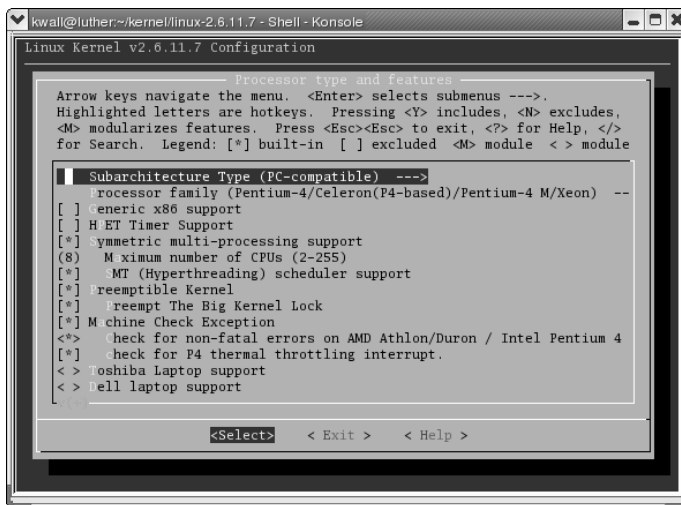 kwall@luther:~/kernel/linux-2.6.11.7 - Shell - Konsole
Linux Kernel v2.6.11.7 Configuration
Processor type and features
Arrow keys navigate the menu. <Enter> selects submenus --->.
Highlighted letters are hotkeys. Pressing <Y> includes, <N> excludes,
<M> modularizes features. Press <Esc><Esc> to exit, <?> for Help, </>
for Search. Legend: [*] built-in [ ] excluded <M> module < > module
Subarchitecture Type (PC-compatible) --->
Processor family (Pentium-4/Celeron(P4-based)/Pentium-4 M/Xeon) --
[ ] Generic x86 support
[ ] HPET Timer Support
[*] Symmetric multi-processing support
(8) Maximum number of CPUs (2-255)
[*] SMT (Hyperthreading) scheduler support
[*] Preemptible Kernel
[*] Preempt The Big Kernel Lock
[*] Machine Check Exception
<*> Check for non-fatal errors on AMD Athlon/Duron / Intel Pentium 4
[*] check for P4 thermal throttling interrupt.
< > Toshiba Laptop support
< > Dell laptop support
v(+)
<Select> < Exit > < Help >